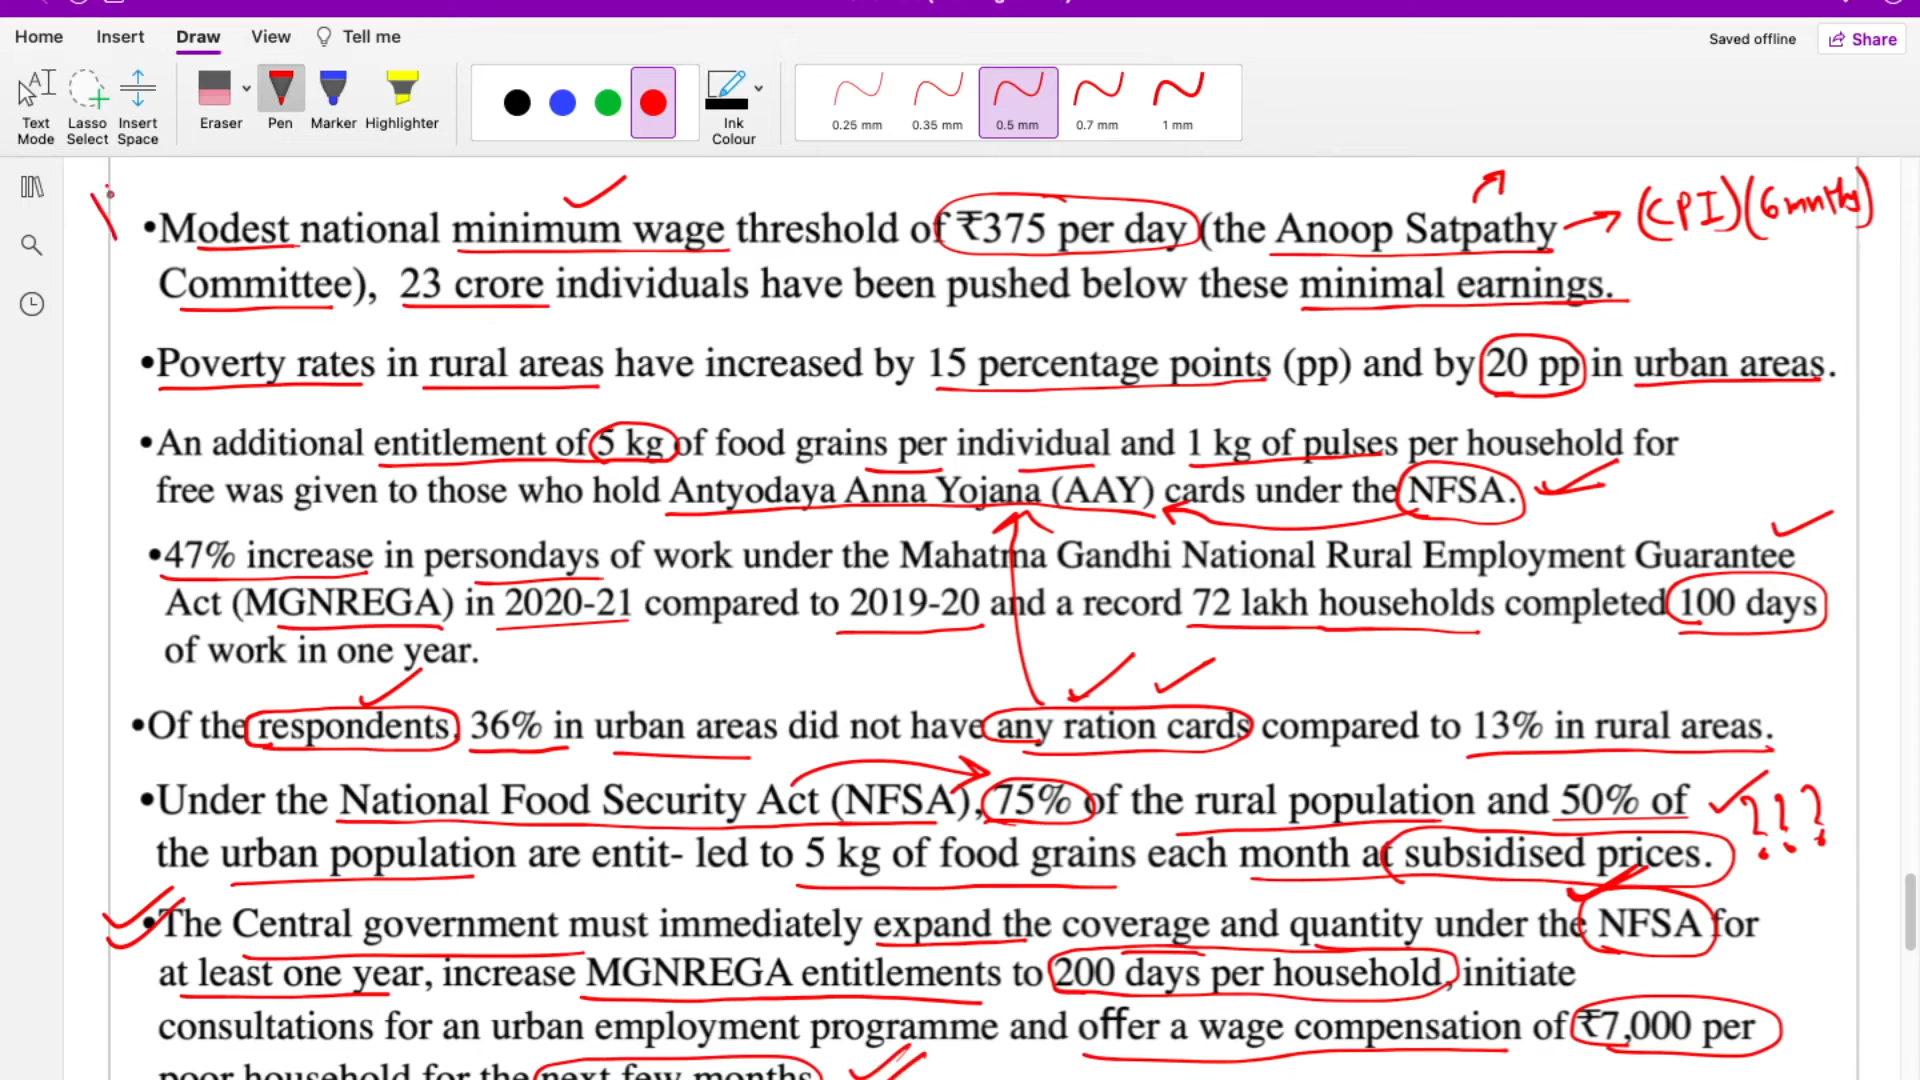 Home Insert Draw View Tell me
Saved offline Share
Text Mode
Lasso Select
Insert Space
Eraser
Pen
Marker
Highlighter
Ink Colour
0.25 mm 0.35 mm 0.5 mm 0.7 mm 1 mm
(CPI)(6mnths)
•Modest national minimum wage threshold of ₹375 per day (the Anoop Satpathy
Committee), 23 crore individuals have been pushed below these minimal earnings.
•Poverty rates in rural areas have increased by 15 percentage points (pp) and by 20 pp in urban areas.
•An additional entitlement of 5 kg of food grains per individual and 1 kg of pulses per household for
free was given to those who hold Antyodaya Anna Yojana (AAY) cards under the NFSA.
•47% increase in persondays of work under the Mahatma Gandhi National Rural Employment Guarantee
Act (MGNREGA) in 2020-21 compared to 2019-20 and a record 72 lakh households completed 100 days
of work in one year.
•Of the respondents, 36% in urban areas did not have any ration cards compared to 13% in rural areas.
•Under the National Food Security Act (NFSA), 75% of the rural population and 50% of
???
the urban population are entit- led to 5 kg of food grains each month at subsidised prices.
•The Central government must immediately expand the coverage and quantity under the NFSA for
at least one year, increase MGNREGA entitlements to 200 days per household, initiate
consultations for an urban employment programme and offer a wage compensation of ₹7,000 per
poor household for the next few months.